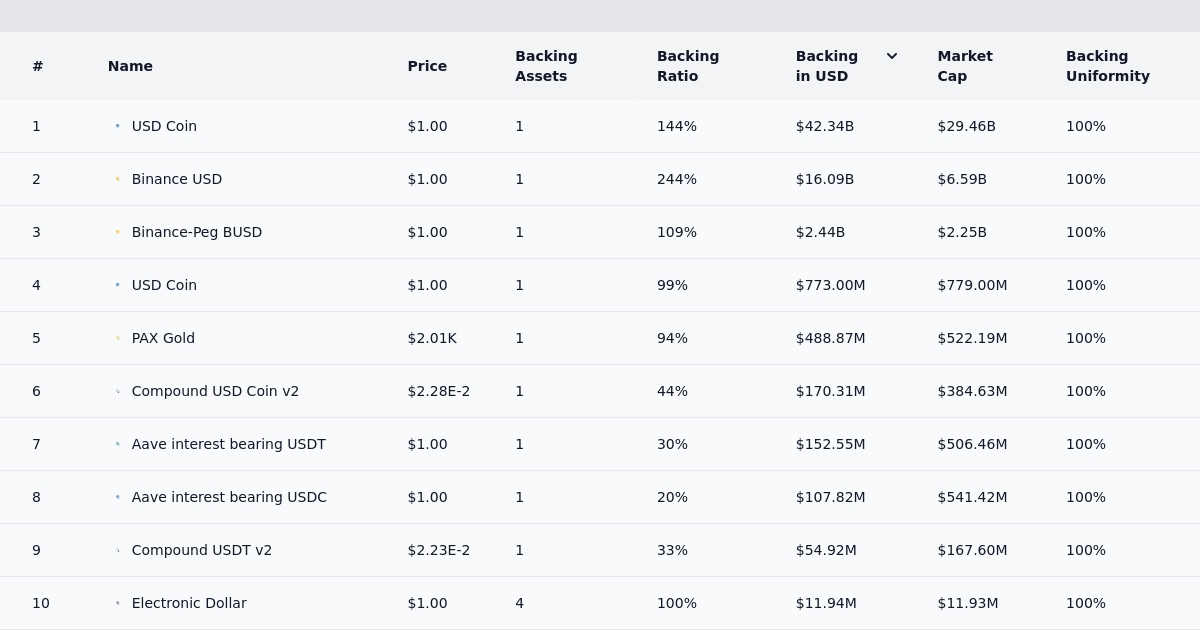 # Name Price Backing Assets Backing Ratio Backing in USD Market Cap Backing Uniformity
1 USD Coin $1.00 1 144% $42.34B $29.46B 100%
2 Binance USD $1.00 1 244% $16.09B $6.59B 100%
3 Binance-Peg BUSD $1.00 1 109% $2.44B $2.25B 100%
4 USD Coin $1.00 1 99% $773.00M $779.00M 100%
5 PAX Gold $2.01K 1 94% $488.87M $522.19M 100%
6 Compound USD Coin v2 $2.28E-2 1 44% $170.31M $384.63M 100%
7 Aave interest bearing USDT $1.00 1 30% $152.55M $506.46M 100%
8 Aave interest bearing USDC $1.00 1 20% $107.82M $541.42M 100%
9 Compound USDT v2 $2.23E-2 1 33% $54.92M $167.60M 100%
10 Electronic Dollar $1.00 4 100% $11.94M $11.93M 100%